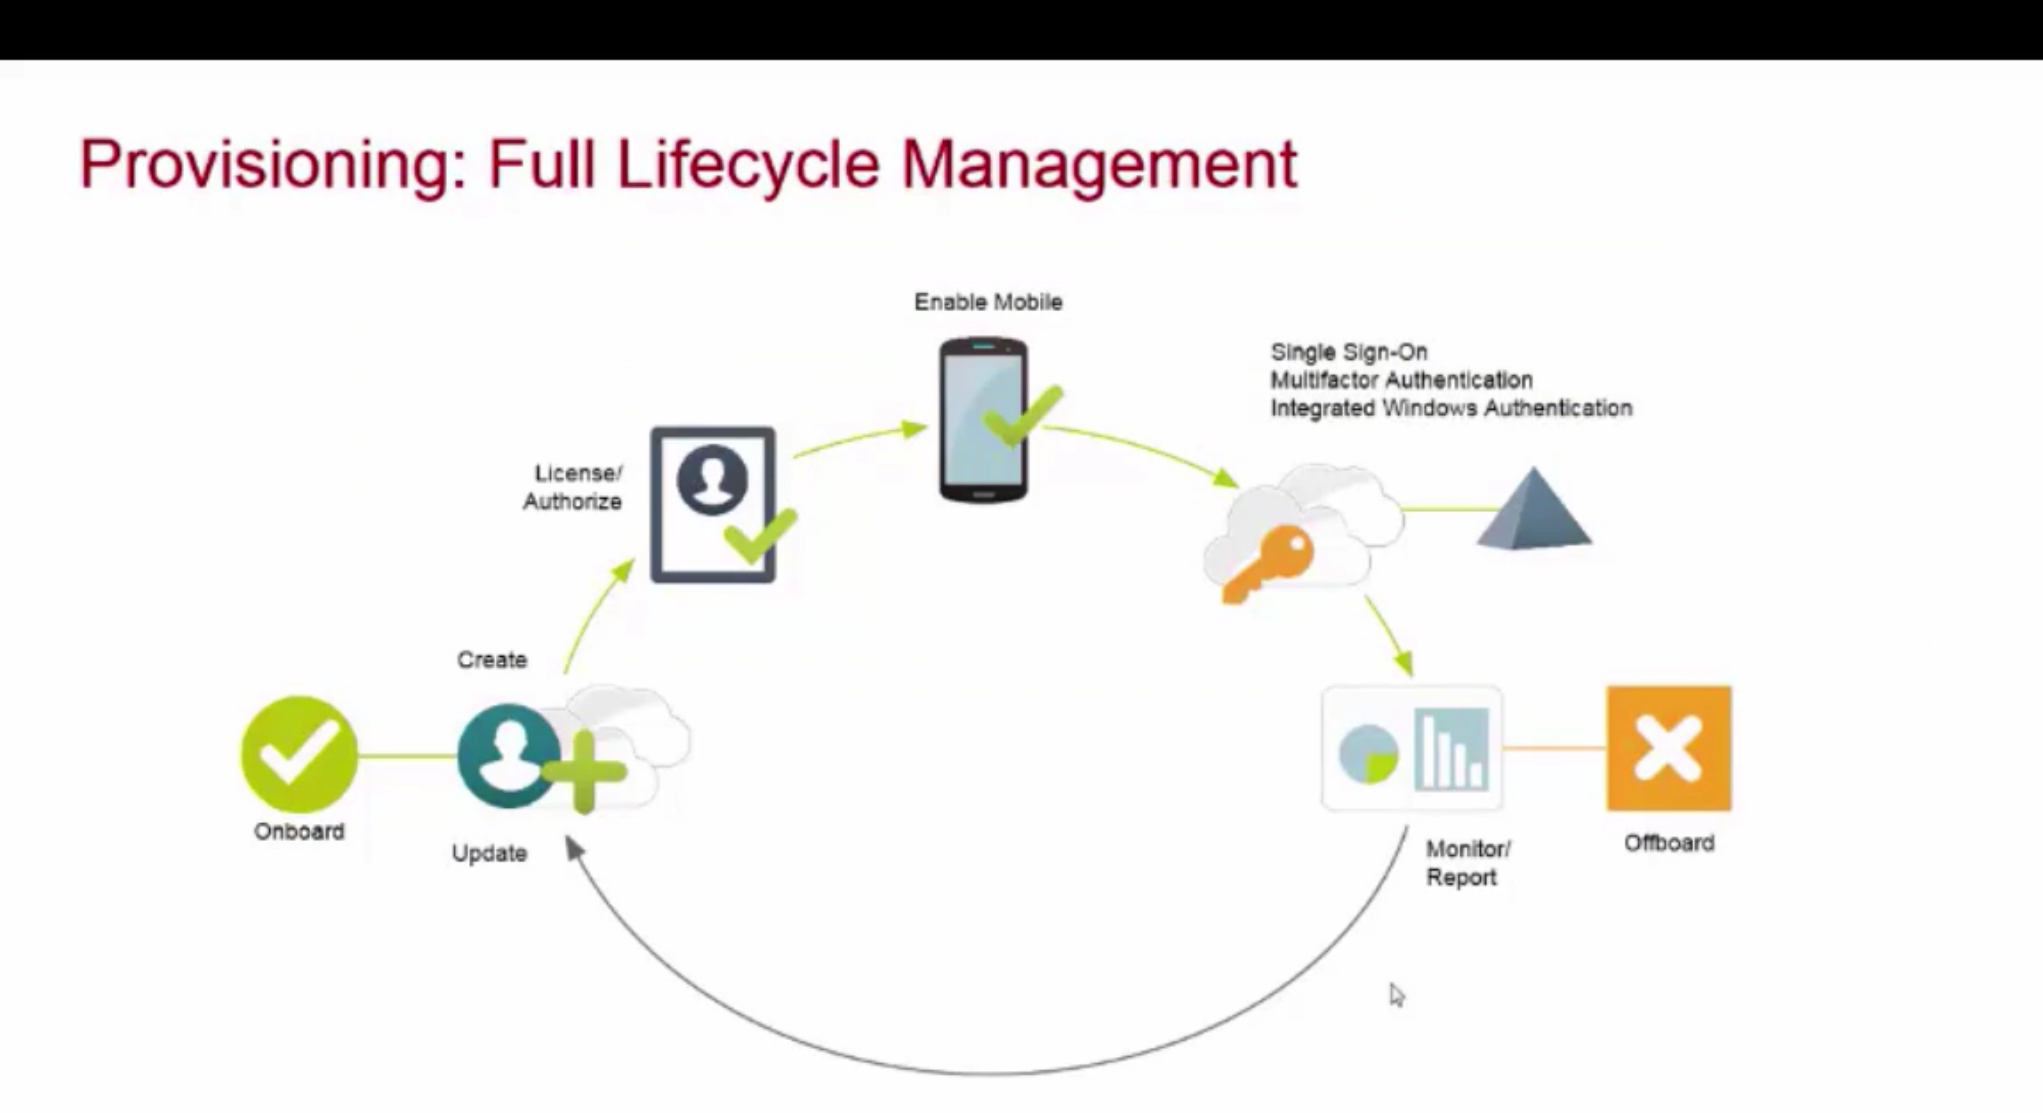 Provisioning: Full Lifecycle Management
Enable Mobile
Single Sign-On
Multifactor Authentication
Integrated Windows Authentication
License/
Authorize
Create
Onboard
Update
Monitor/
Report
Offboard